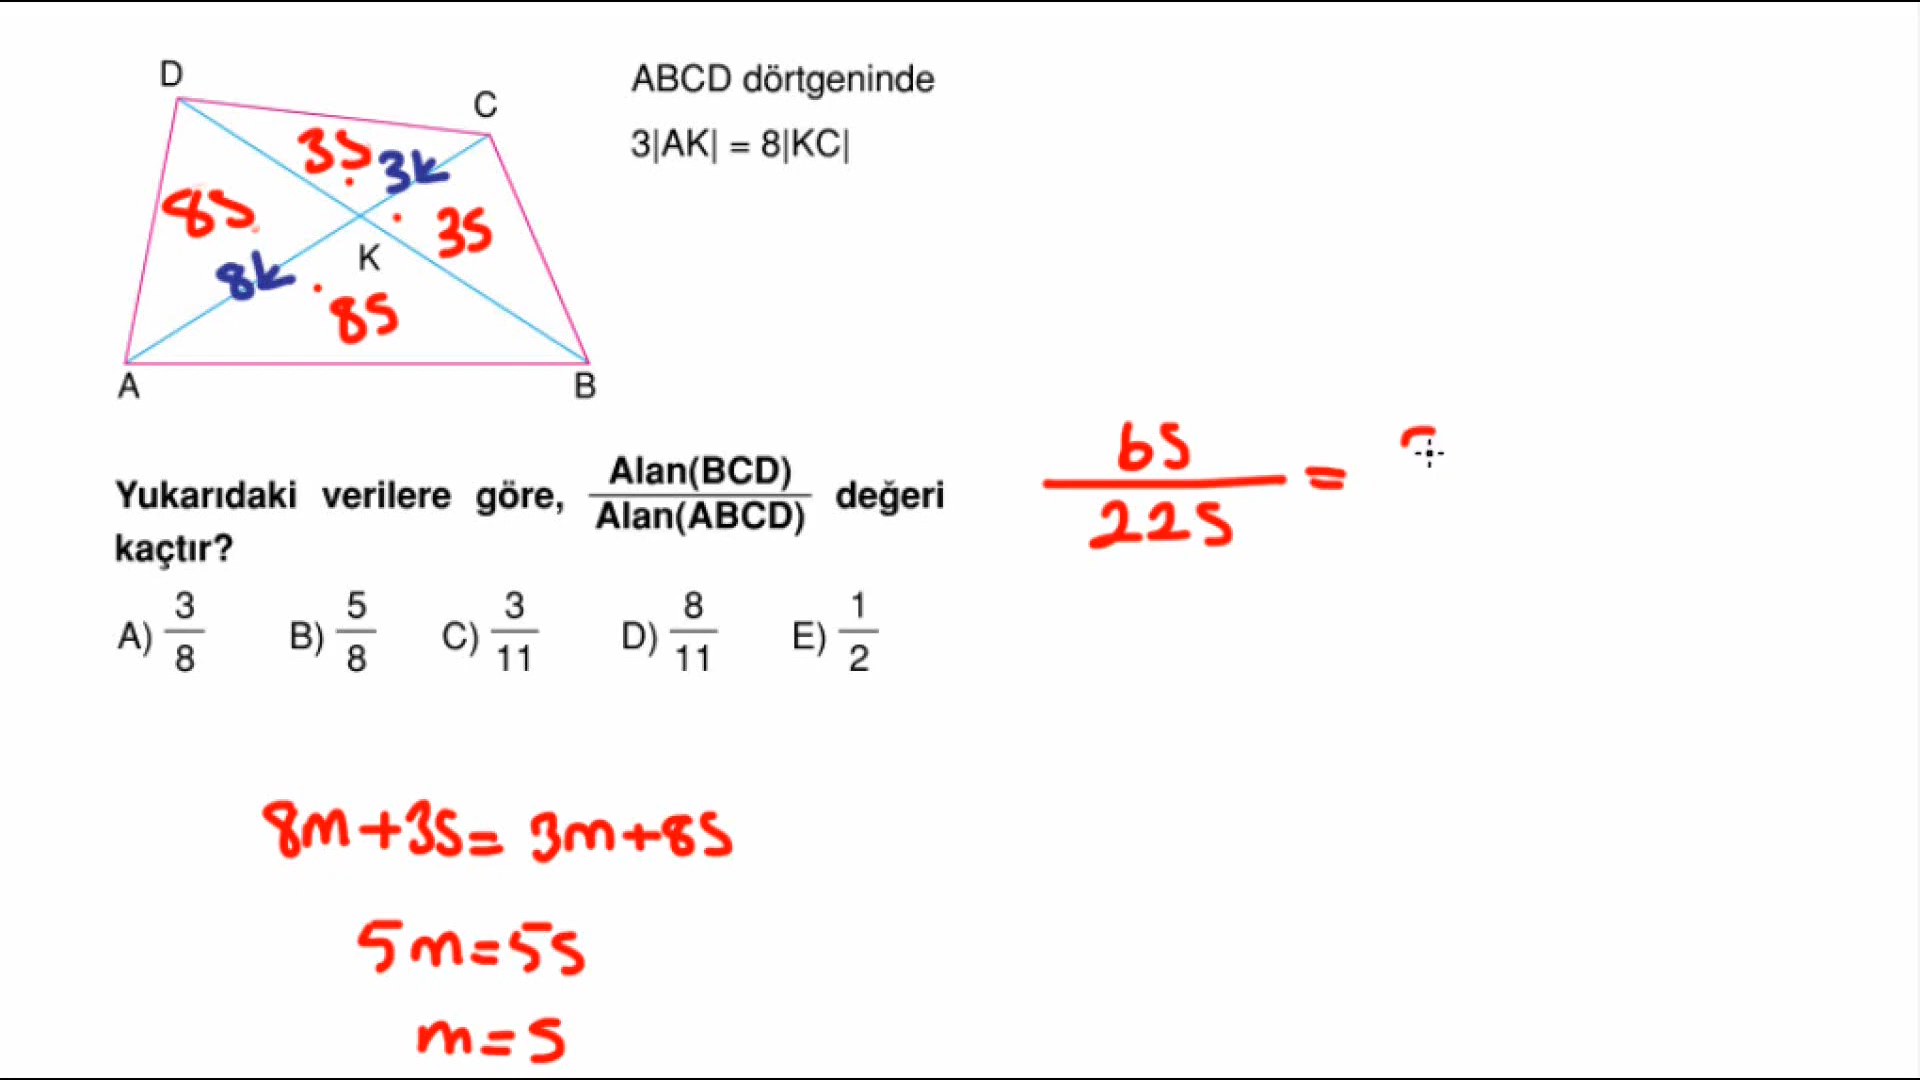 D
C
ABCD dörtgeninde
3|AK| = 8|KC|
3S
3k
8S
3S
K
8k
8S
A
B
6S
22S
=
Yukarıdaki verilere göre, Alan(BCD) / Alan(ABCD) değeri
kaçtır?
A) 3/8 B) 5/8 C) 3/11 D) 8/11 E) 1/2
8m+3S=3m+8S
5m=5S
m=S